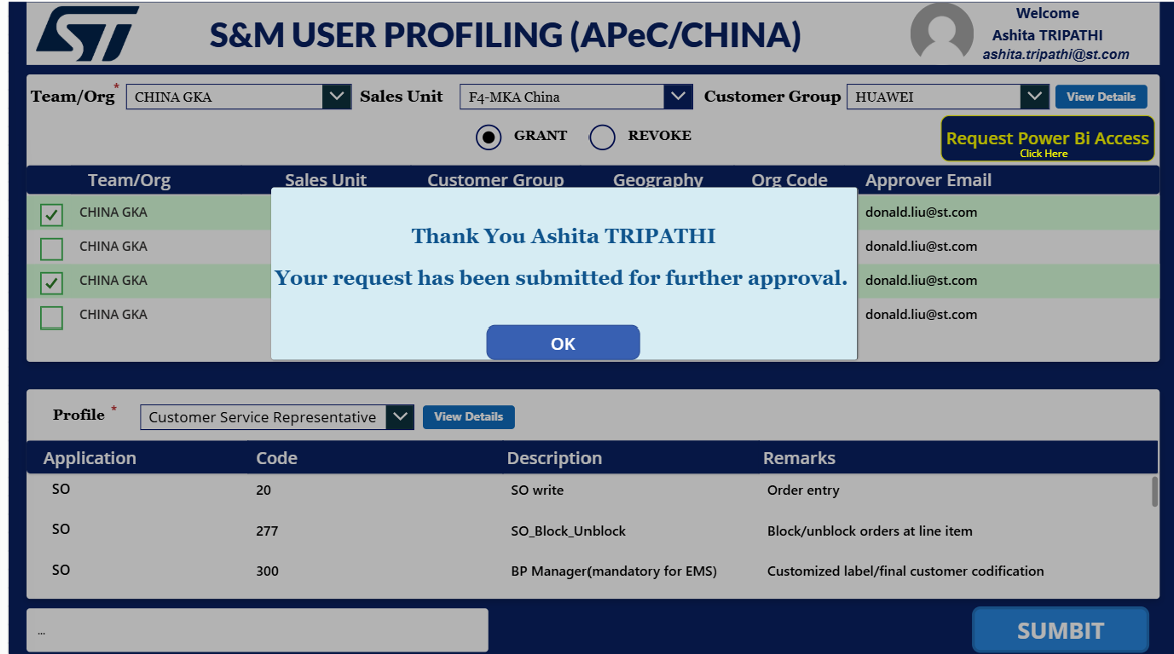 ST
S&M USER PROFILING (APeC/CHINA)
Welcome
Ashita TRIPATHI
ashita.tripathi@st.com
Team/Org * CHINA GKA Sales Unit F4-MKA China Customer Group HUAWEI View Details
GRANT REVOKE
Request Power Bi Access
Click Here
Team/Org Sales Unit Customer Group Geography Org Code Approver Email
CHINA GKA donald.liu@st.com
CHINA GKA donald.liu@st.com
CHINA GKA donald.liu@st.com
CHINA GKA donald.liu@st.com
Thank You Ashita TRIPATHI
Your request has been submitted for further approval.
OK
Profile * Customer Service Representative View Details
Application Code Description Remarks
SO 20 SO write Order entry
SO 277 SO_Block_Unblock Block/unblock orders at line item
SO 300 BP Manager(mandatory for EMS) Customized label/final customer codification
... SUMBIT